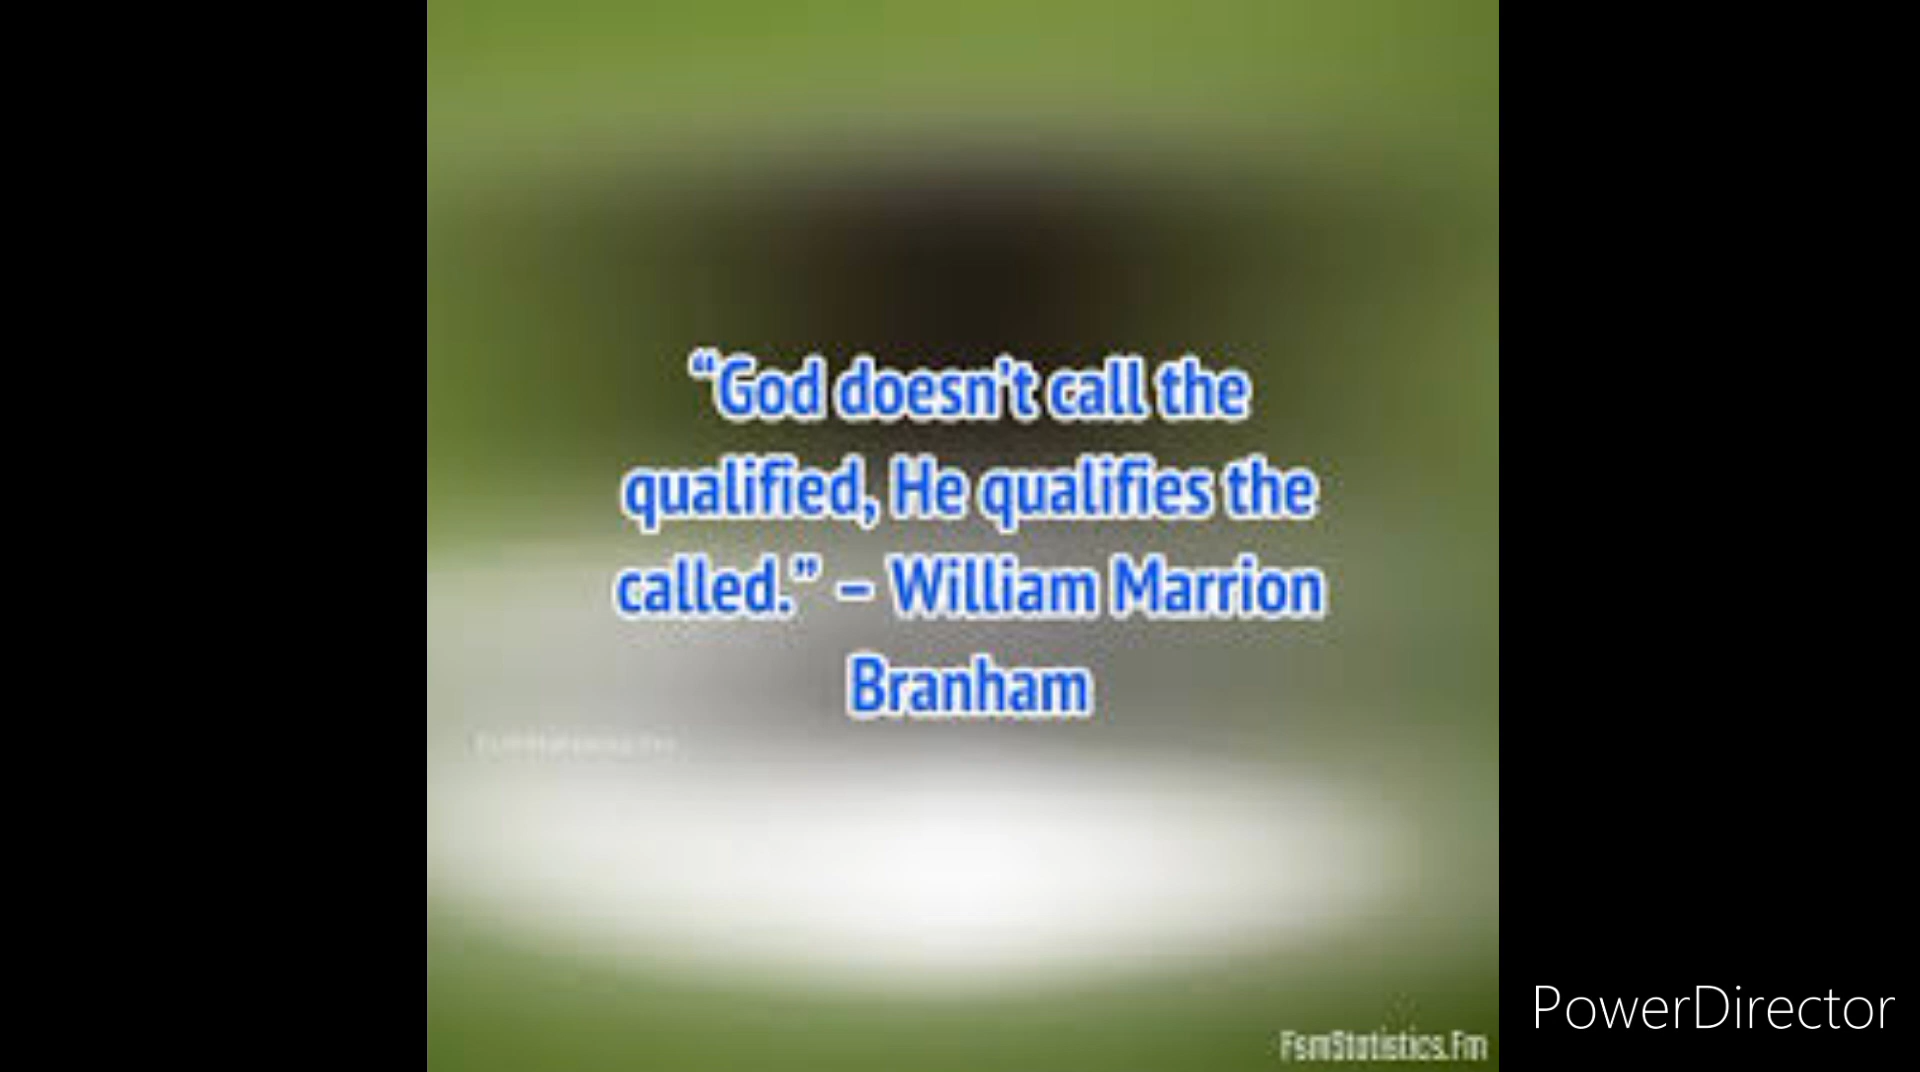 “God doesn't call the
qualified, He qualifies the
called.” – William Marrion
Branham
PowerDirector
FsmStatistics.Fm